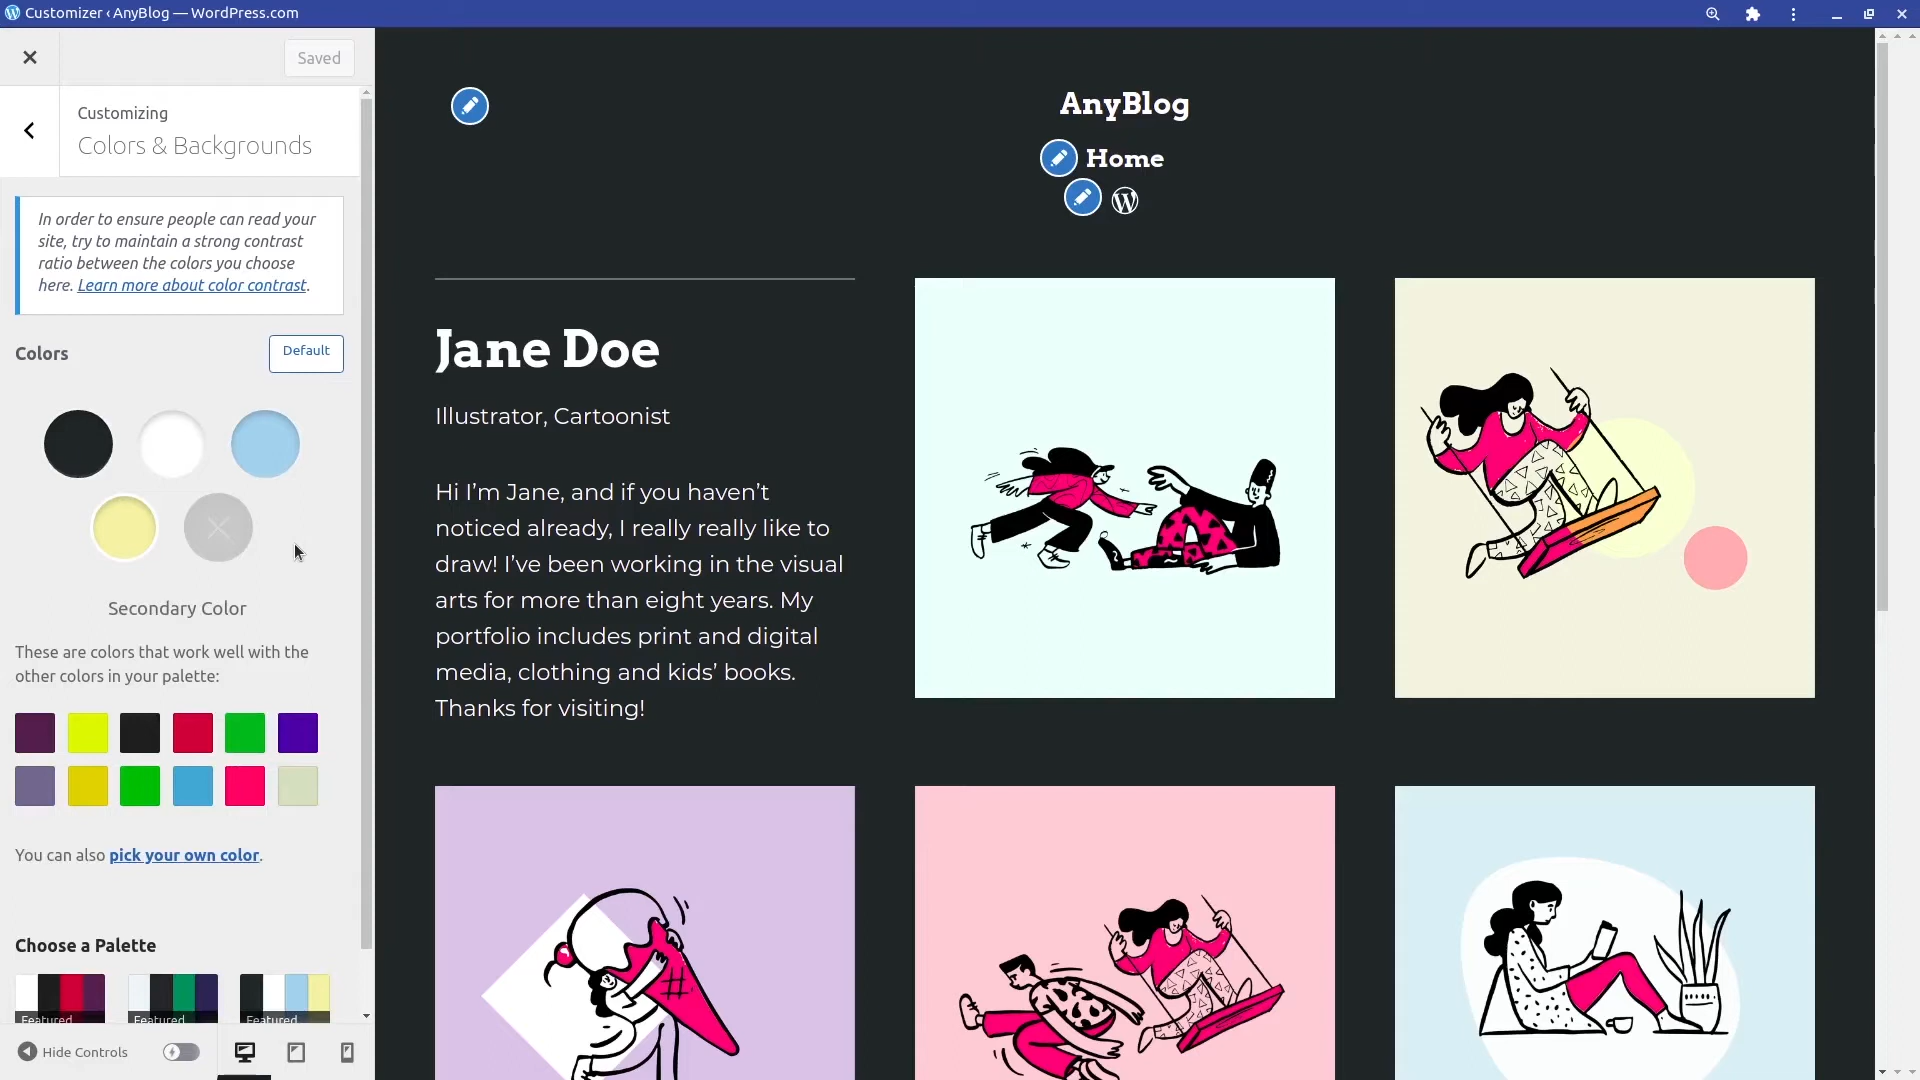 Customizer ‹ AnyBlog — WordPress.com
Saved
Customizing
Colors & Backgrounds
In order to ensure people can read your
site, try to maintain a strong contrast
ratio between the colors you choose
here. Learn more about color contrast.
Colors
Default
Secondary Color
These are colors that work well with the
other colors in your palette:
You can also pick your own color.
Choose a Palette
Featured
Featured
Featured
Hide Controls
AnyBlog
Home
Jane Doe
Illustrator, Cartoonist
Hi I’m Jane, and if you haven’t
noticed already, I really really like to
draw! I’ve been working in the visual
arts for more than eight years. My
portfolio includes print and digital
media, clothing and kids’ books.
Thanks for visiting!